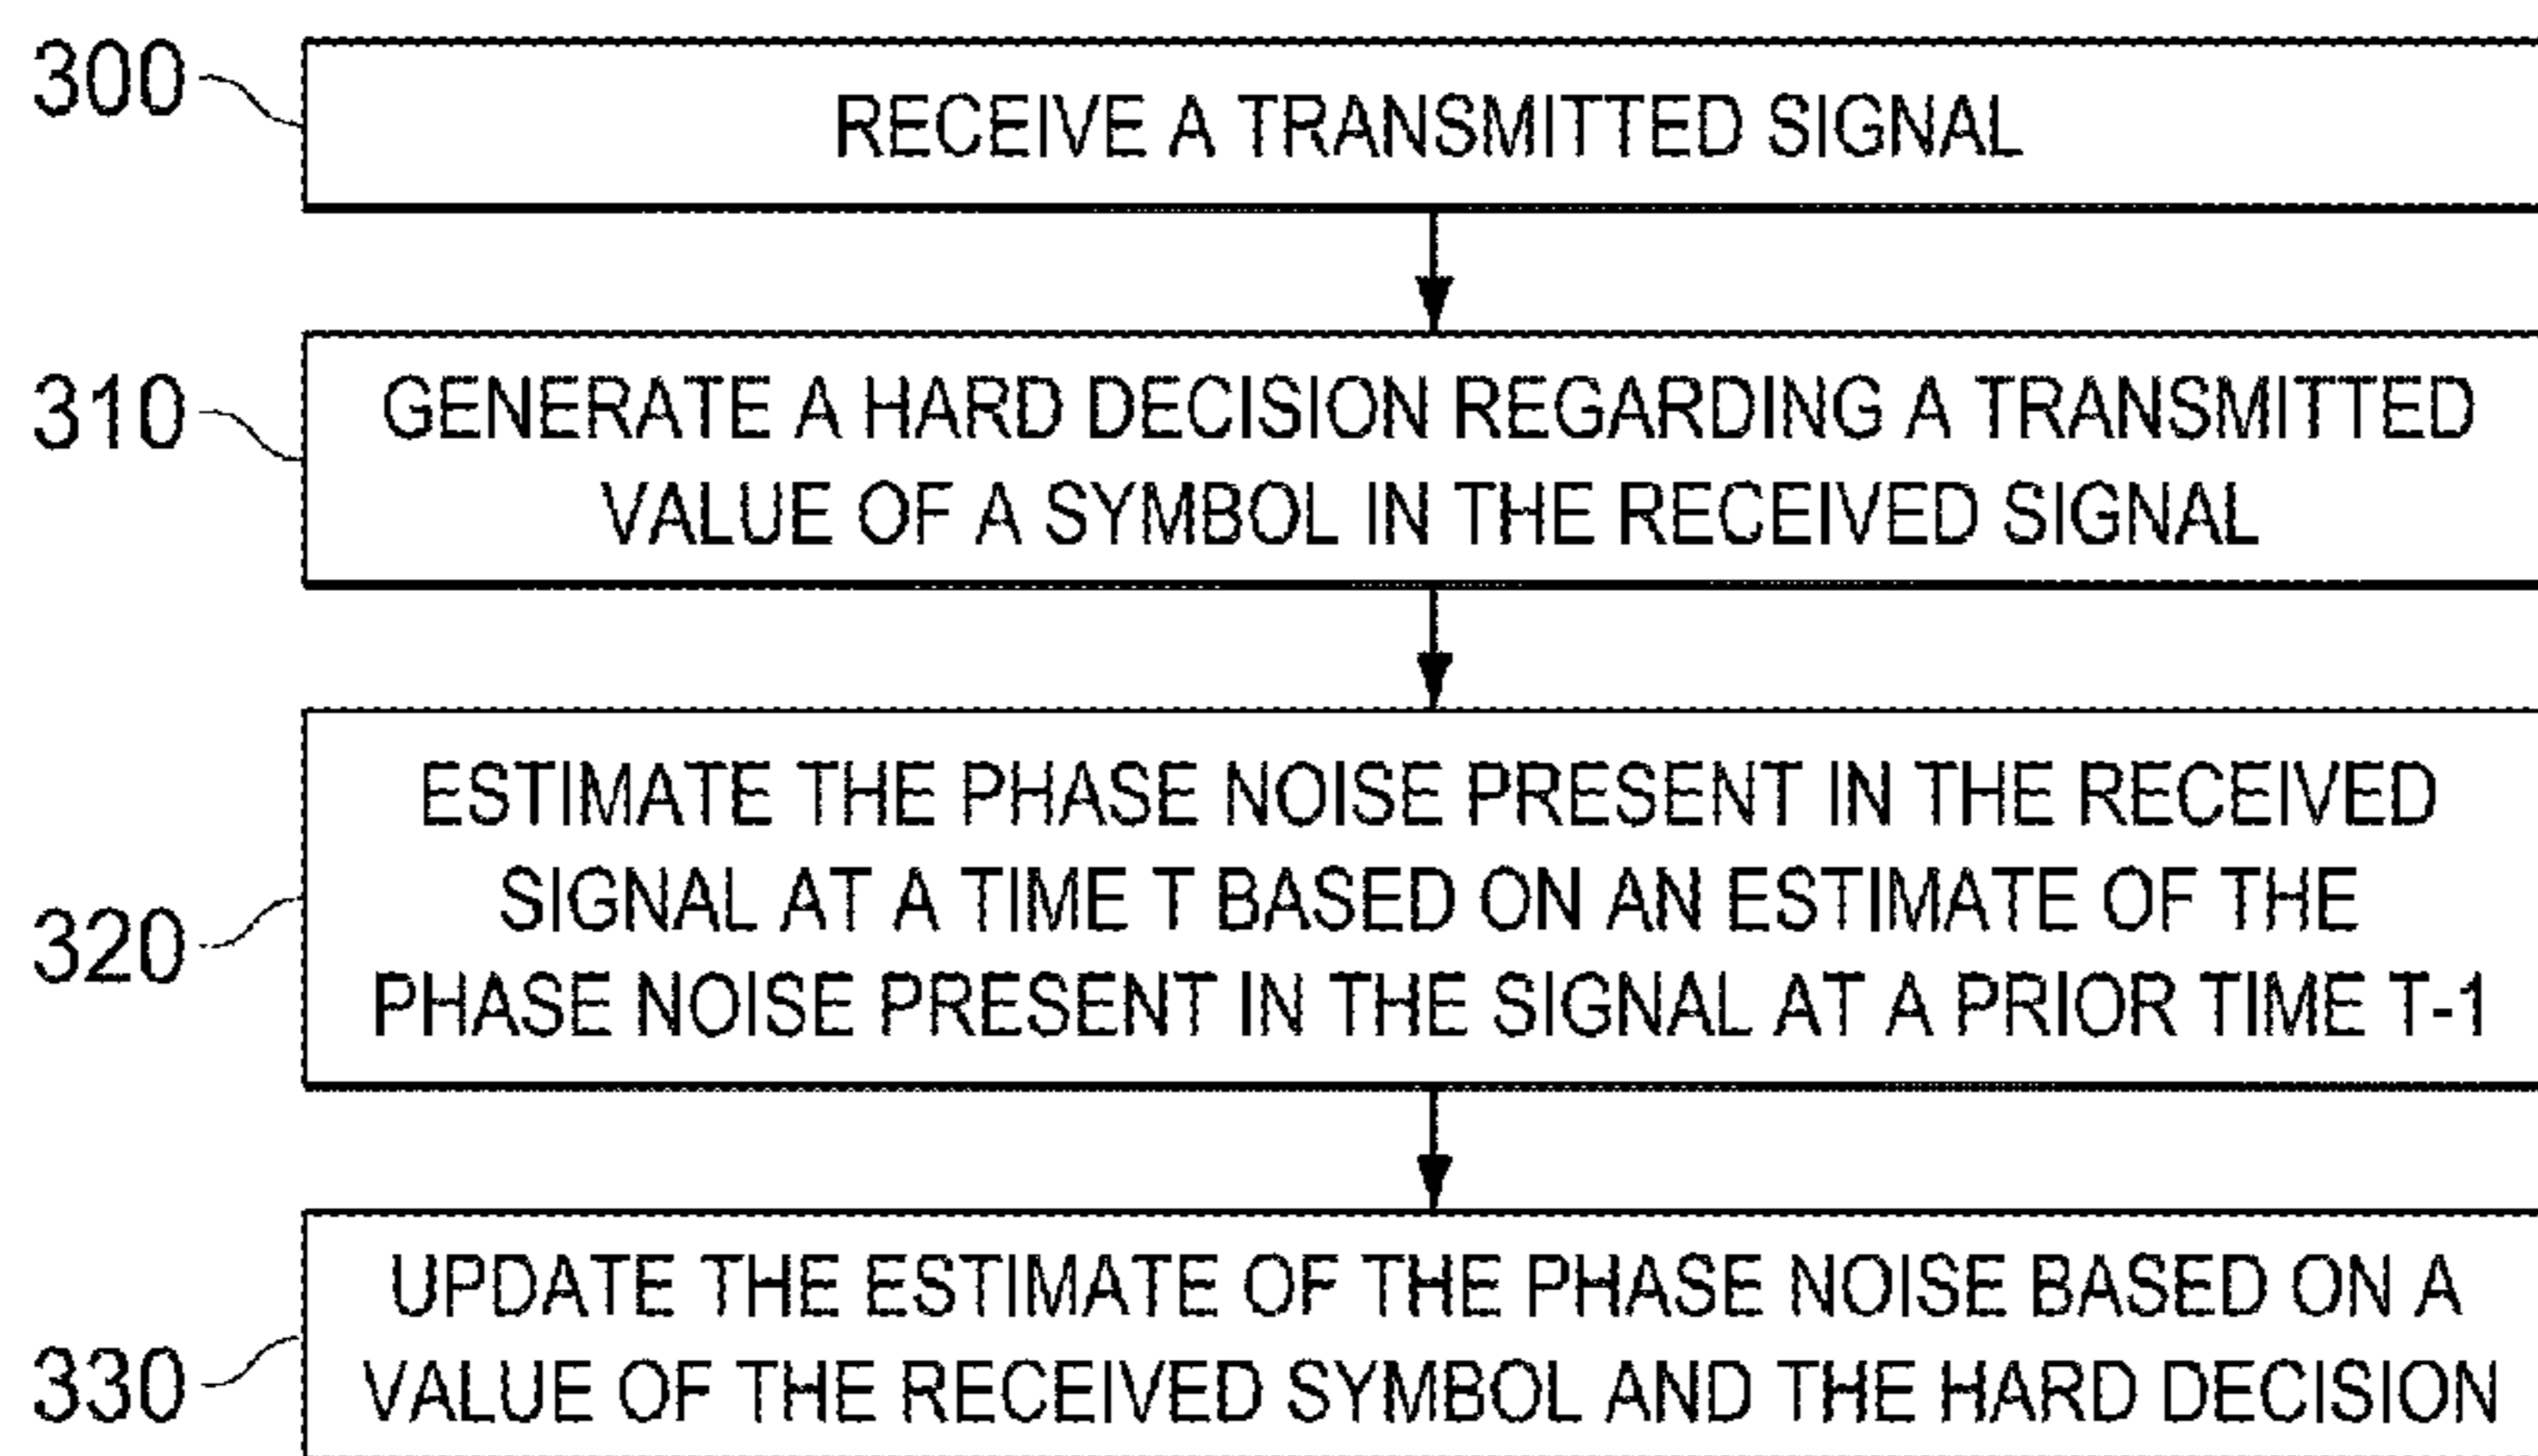 300
RECEIVE A TRANSMITTED SIGNAL
310
GENERATE A HARD DECISION REGARDING A TRANSMITTED
VALUE OF A SYMBOL IN THE RECEIVED SIGNAL
320
ESTIMATE THE PHASE NOISE PRESENT IN THE RECEIVED
SIGNAL AT A TIME T BASED ON AN ESTIMATE OF THE
PHASE NOISE PRESENT IN THE SIGNAL AT A PRIOR TIME T-1
330
UPDATE THE ESTIMATE OF THE PHASE NOISE BASED ON A
VALUE OF THE RECEIVED SYMBOL AND THE HARD DECISION